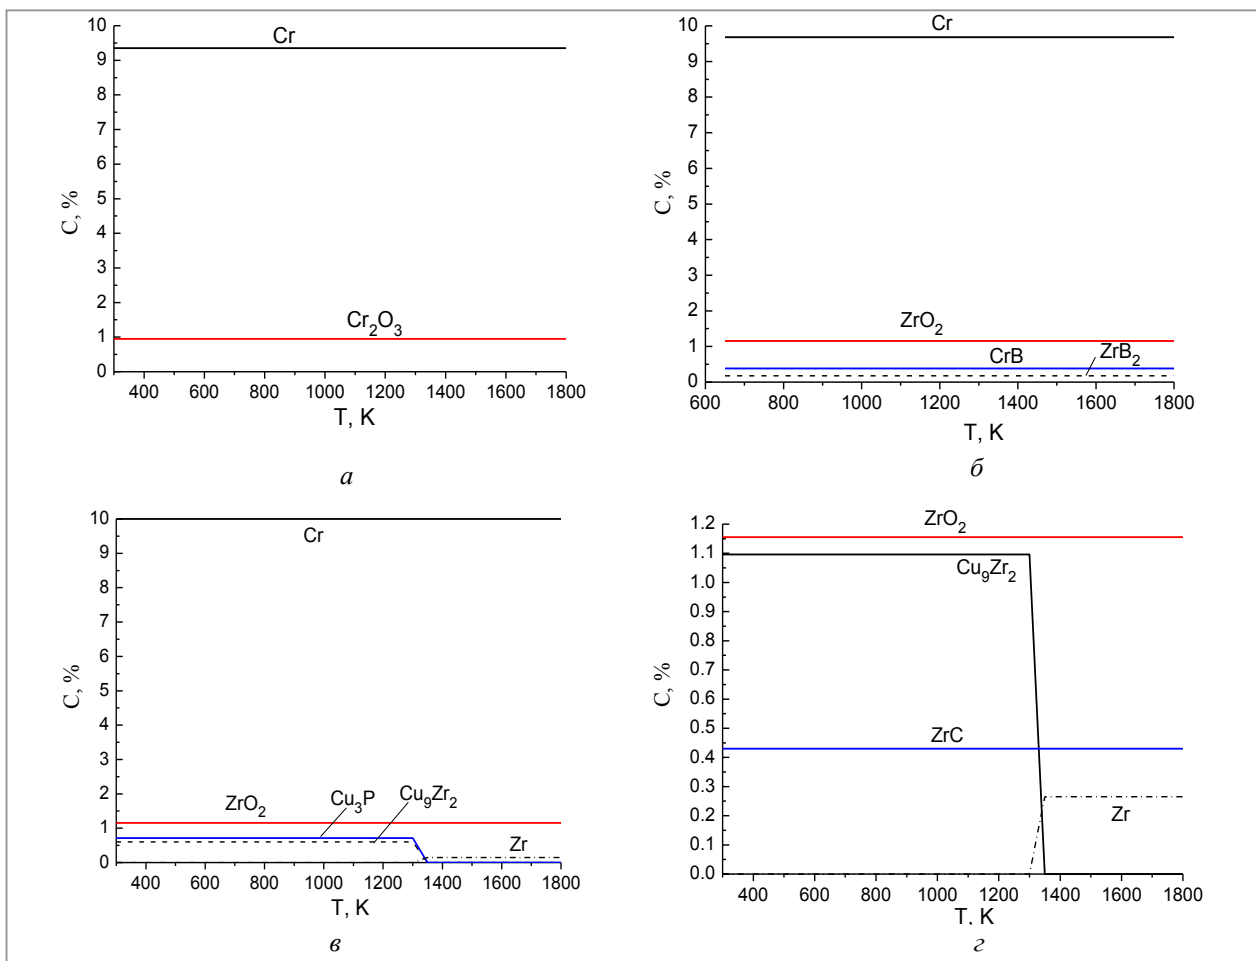 Cr
10
9
8
7
6
5
4
3
2
1
0
C, %
Cr2O3
400 600 800 1000 1200 1400 1600 1800
T, K
а
Cr
10
9
8
7
6
5
4
3
2
1
0
C, %
ZrO2
CrB
ZrB2
600 800 1000 1200 1400 1600 1800
T, K
б
10
9
8
7
6
5
4
3
2
1
0
C, %
Cr
ZrO2
Cu3P
Cu9Zr2
Zr
400 600 800 1000 1200 1400 1600 1800
T, K
в
1.2
1.1
1.0
0.9
0.8
0.7
0.6
0.5
0.4
0.3
0.2
0.1
0.0
C, %
ZrO2
Cu9Zr2
ZrC
Zr
400 600 800 1000 1200 1400 1600 1800
T, K
г